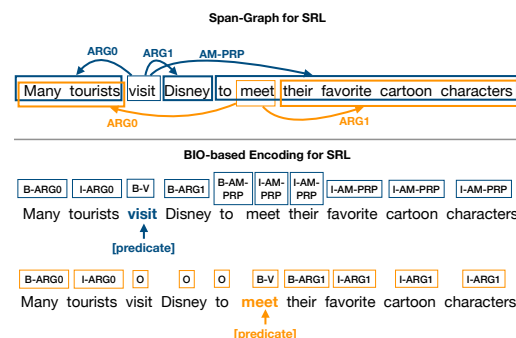 Span-Graph for SRL
ARG0 ARG1 AM-PRP
Many tourists visit Disney to meet their favorite cartoon characters
ARG0 ARG1
BIO-based Encoding for SRL
B-ARG0 I-ARG0 B-V B-ARG1 B-AM-PRP I-AM-PRP I-AM-PRP I-AM-PRP I-AM-PRP I-AM-PRP
Many tourists visit Disney to meet their favorite cartoon characters
[predicate]
B-ARG0 I-ARG0 O O O B-V B-ARG1 I-ARG1 I-ARG1 I-ARG1
Many tourists visit Disney to meet their favorite cartoon characters
[predicate]